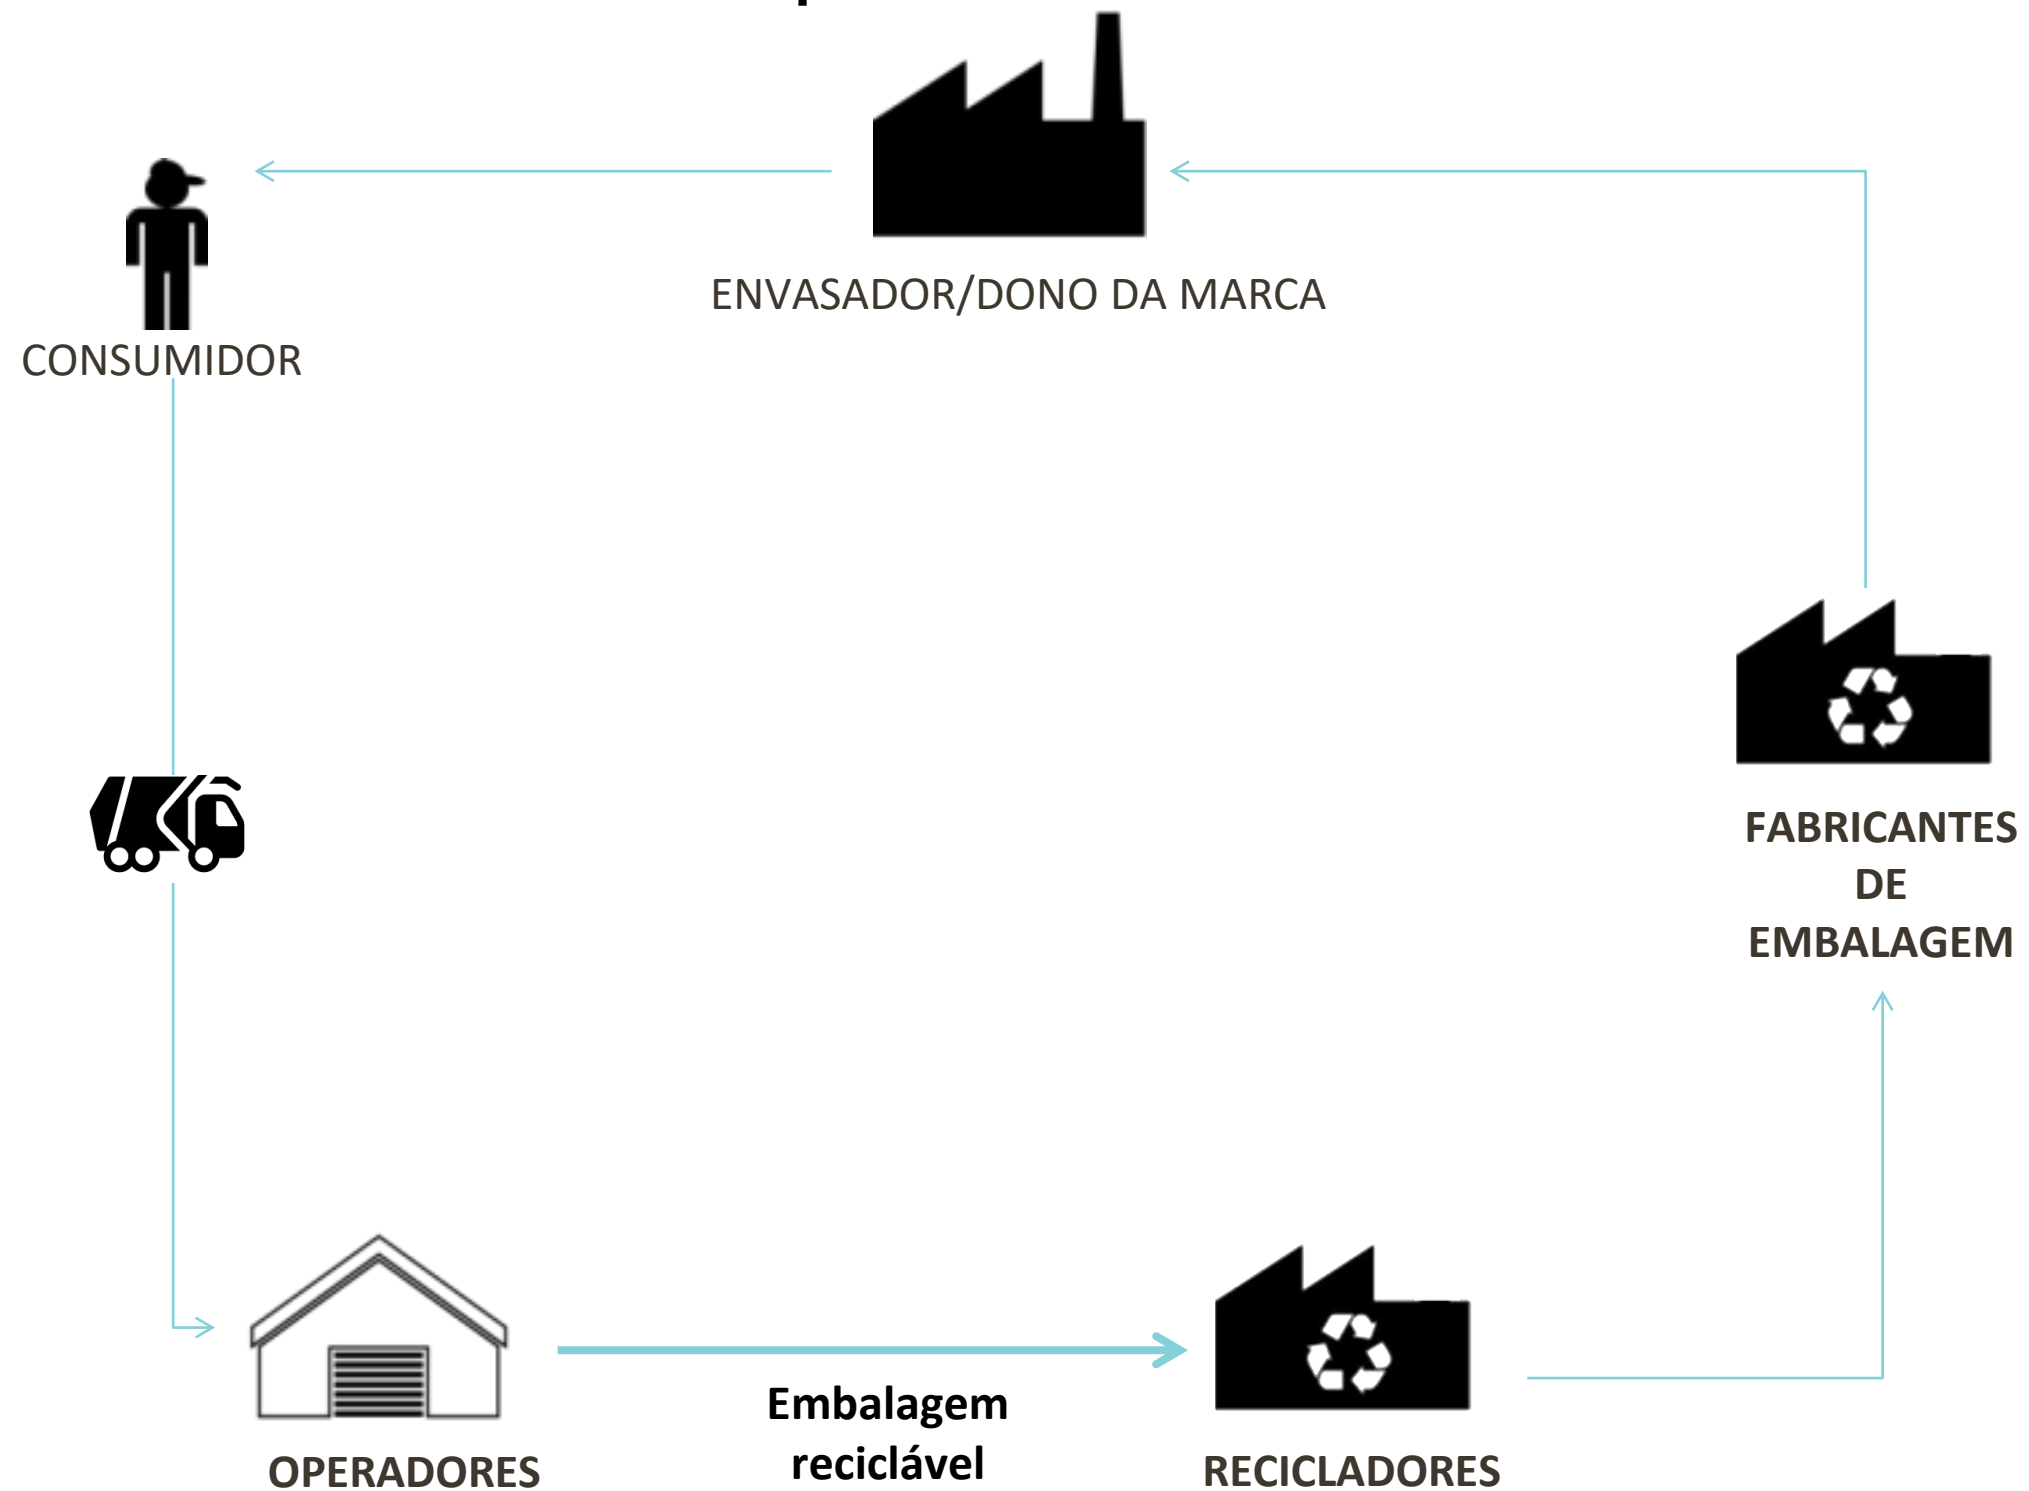 ENVASADOR/DONO DA MARCA
CONSUMIDOR
FABRICANTES
DE
EMBALAGEM
Embalagem
reciclável
OPERADORES
RECICLADORES